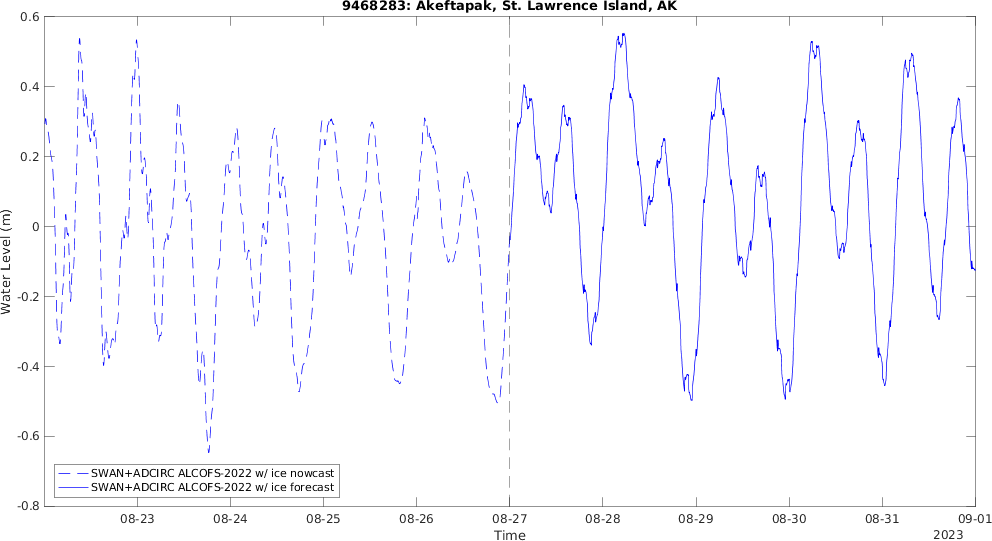 9468283: Akeftapak, St. Lawrence Island, AK
0.6
0.4
0.2
0
-0.2
-0.4
-0.6
-0.8
Water Level (m)
SWAN+ADCIRC ALCOFS-2022 w/ ice nowcast
SWAN+ADCIRC ALCOFS-2022 w/ ice forecast
08-23 08-24 08-25 08-26 08-27 08-28 08-29 08-30 08-31 09-01
Time
2023